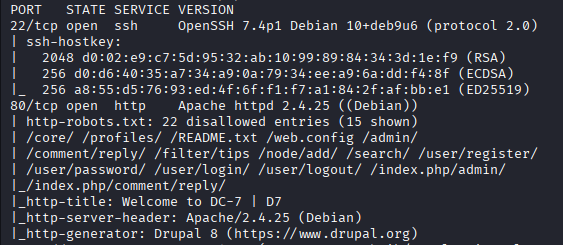 PORT   STATE SERVICE VERSION
22/tcp open  ssh     OpenSSH 7.4p1 Debian 10+deb9u6 (protocol 2.0)
| ssh-hostkey:
|   2048 d0:02:e9:c7:5d:95:32:ab:10:99:89:84:34:3d:1e:f9 (RSA)
|   256 d0:d6:40:35:a7:34:a9:0a:79:34:ee:a9:6a:dd:f4:8f (ECDSA)
|_  256 a8:55:d5:76:93:ed:4f:6f:f1:f7:a1:84:2f:af:bb:e1 (ED25519)
80/tcp open  http    Apache httpd 2.4.25 ((Debian))
| http-robots.txt: 22 disallowed entries (15 shown)
| /core/ /profiles/ /README.txt /web.config /admin/
| /comment/reply/ /filter/tips /node/add/ /search/ /user/register/
| /user/password/ /user/login/ /user/logout/ /index.php/admin/
|_/index.php/comment/reply/
|_http-title: Welcome to DC-7 | D7
|_http-server-header: Apache/2.4.25 (Debian)
|_http-generator: Drupal 8 (https://www.drupal.org)